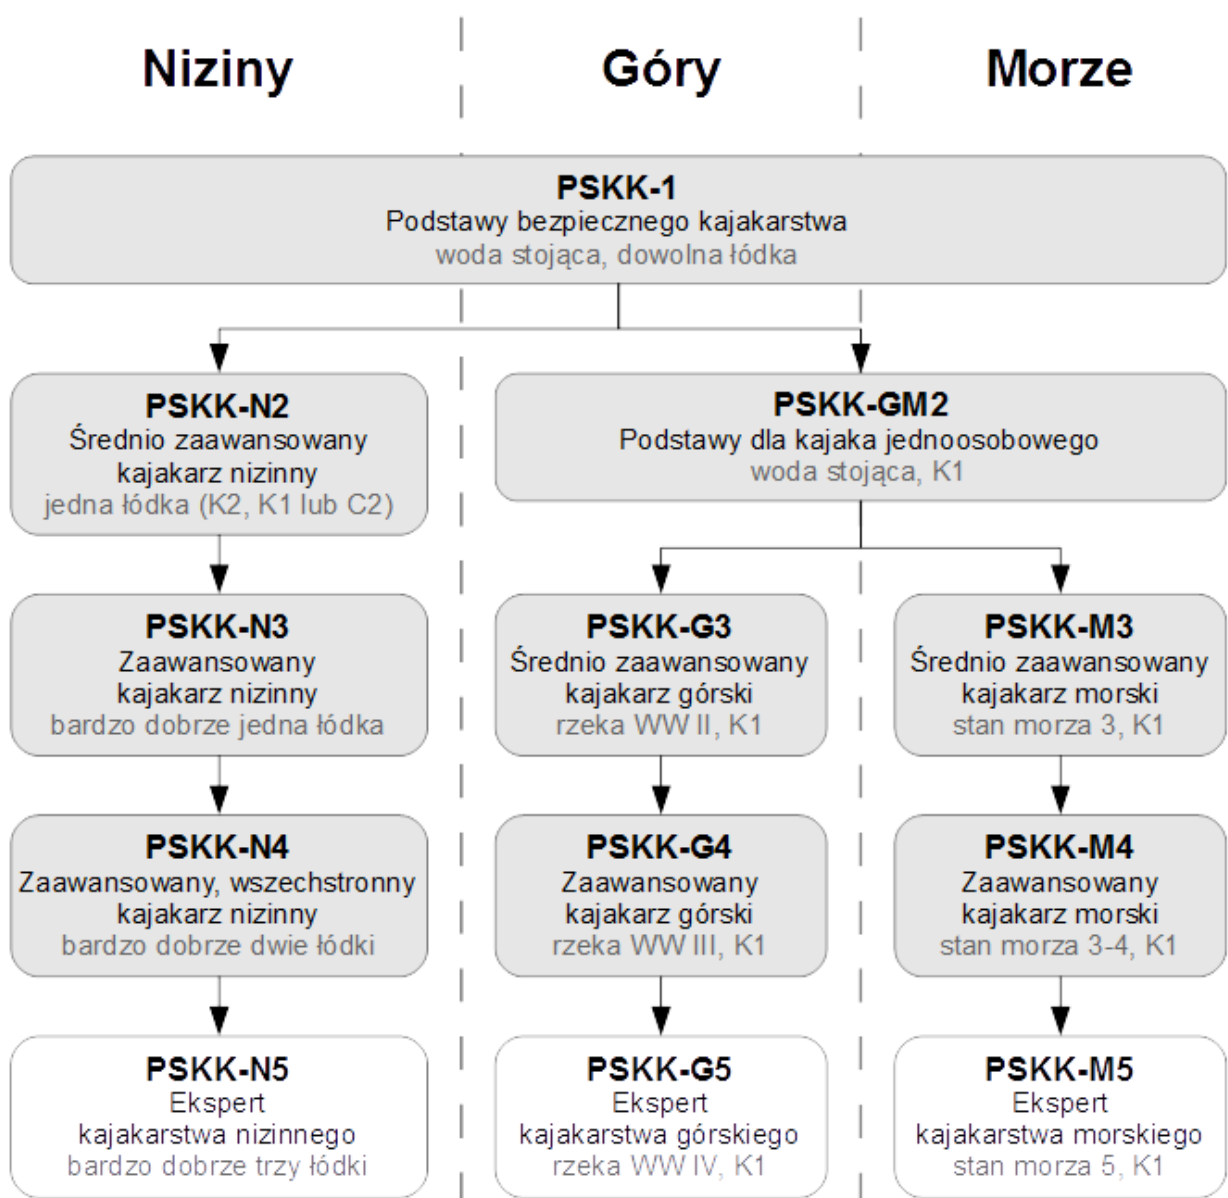 Niziny
Góry
Morze
PSKK-1
Podstawy bezpiecznego kajakarstwa
woda stojąca, dowolna łódka
PSKK-N2
Średnio zaawansowany
kajakarz nizinny
jedna łódka (K2, K1 lub C2)
PSKK-GM2
Podstawy dla kajaka jednoosobowego
woda stojąca, K1
PSKK-N3
Zaawansowany
kajakarz nizinny
bardzo dobrze jedna łódka
PSKK-G3
Średnio zaawansowany
kajakarz górski
rzeka WW II, K1
PSKK-M3
Średnio zaawansowany
kajakarz morski
stan morza 3, K1
PSKK-N4
Zaawansowany, wszechstronny
kajakarz nizinny
bardzo dobrze dwie łódki
PSKK-G4
Zaawansowany
kajakarz górski
rzeka WW III, K1
PSKK-M4
Zaawansowany
kajakarz morski
stan morza 3-4, K1
PSKK-N5
Ekspert
kajakarstwa nizinnego
bardzo dobrze trzy łódki
PSKK-G5
Ekspert
kajakarstwa górskiego
rzeka WW IV, K1
PSKK-M5
Ekspert
kajakarstwa morskiego
stan morza 5, K1